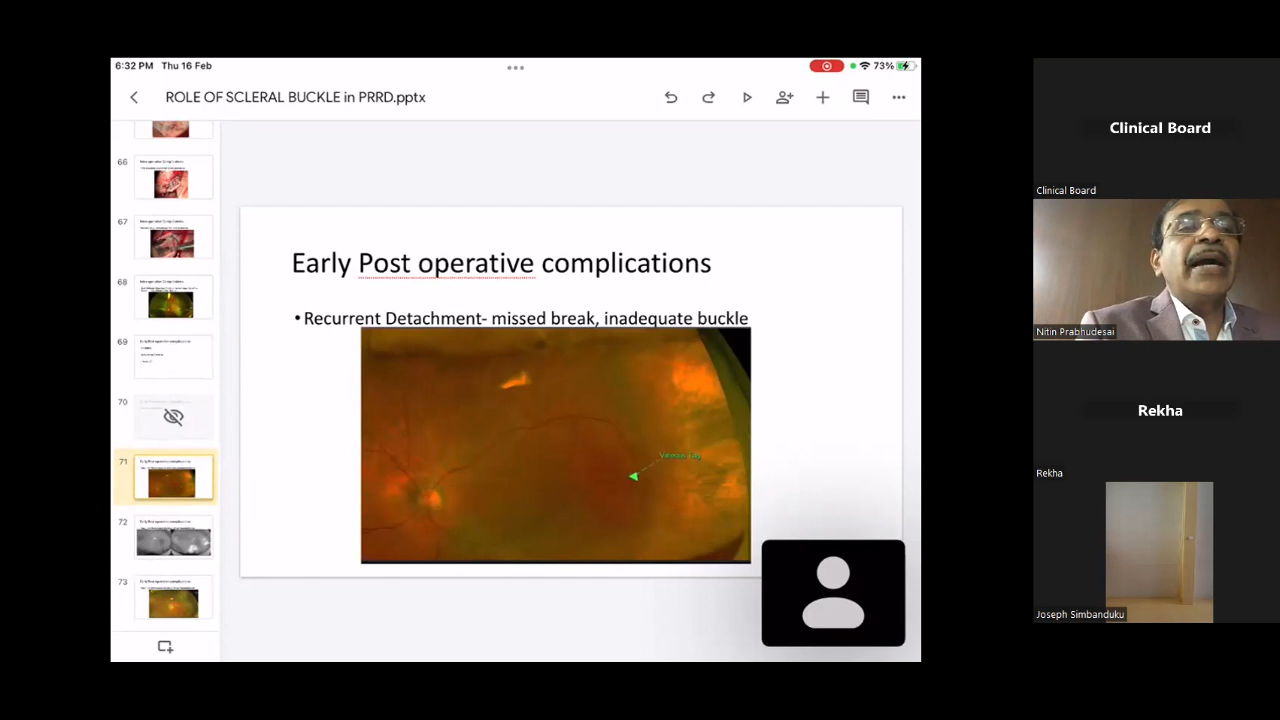 6:32 PM Thu 16 Feb
73%
ROLE OF SCLERAL BUCKLE in PRRD.pptx
66
67
68
69
70
71
72
73
Early Post operative complications
• Recurrent Detachment- missed break, inadequate buckle
Clinical Board
Clinical Board
Nitin Prabhudesai
Rekha
Rekha
Joseph Simbanduku